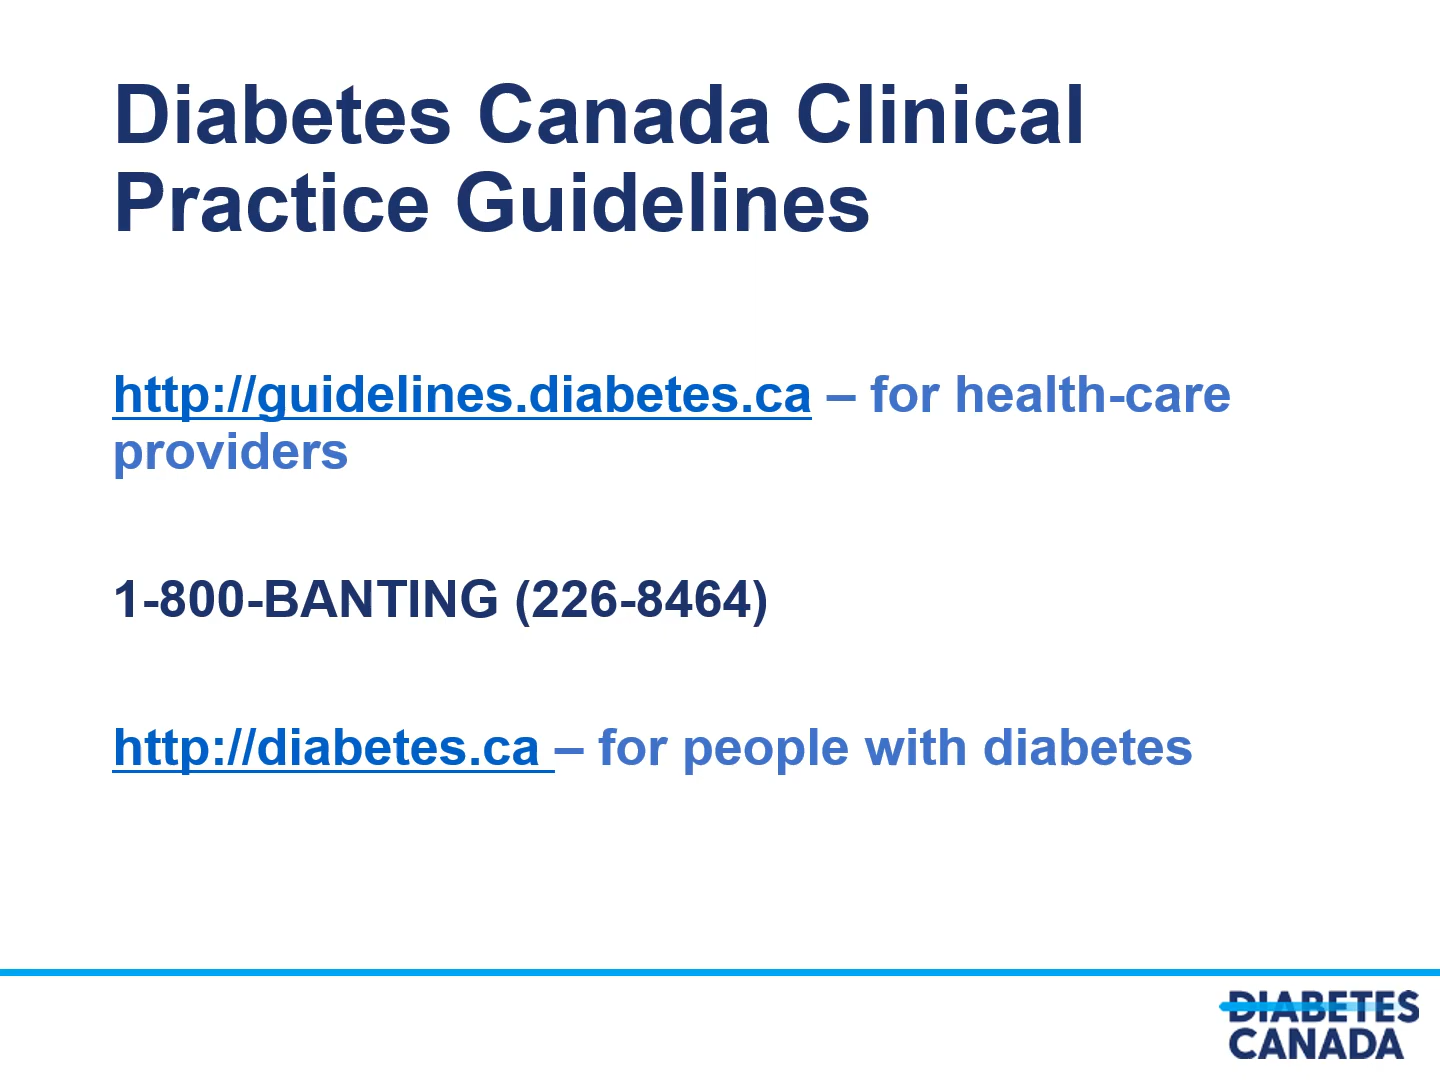 Diabetes Canada Clinical
Practice Guidelines
http://guidelines.diabetes.ca – for health-care
providers
1-800-BANTING (226-8464)
http://diabetes.ca – for people with diabetes
DIABETES
CANADA